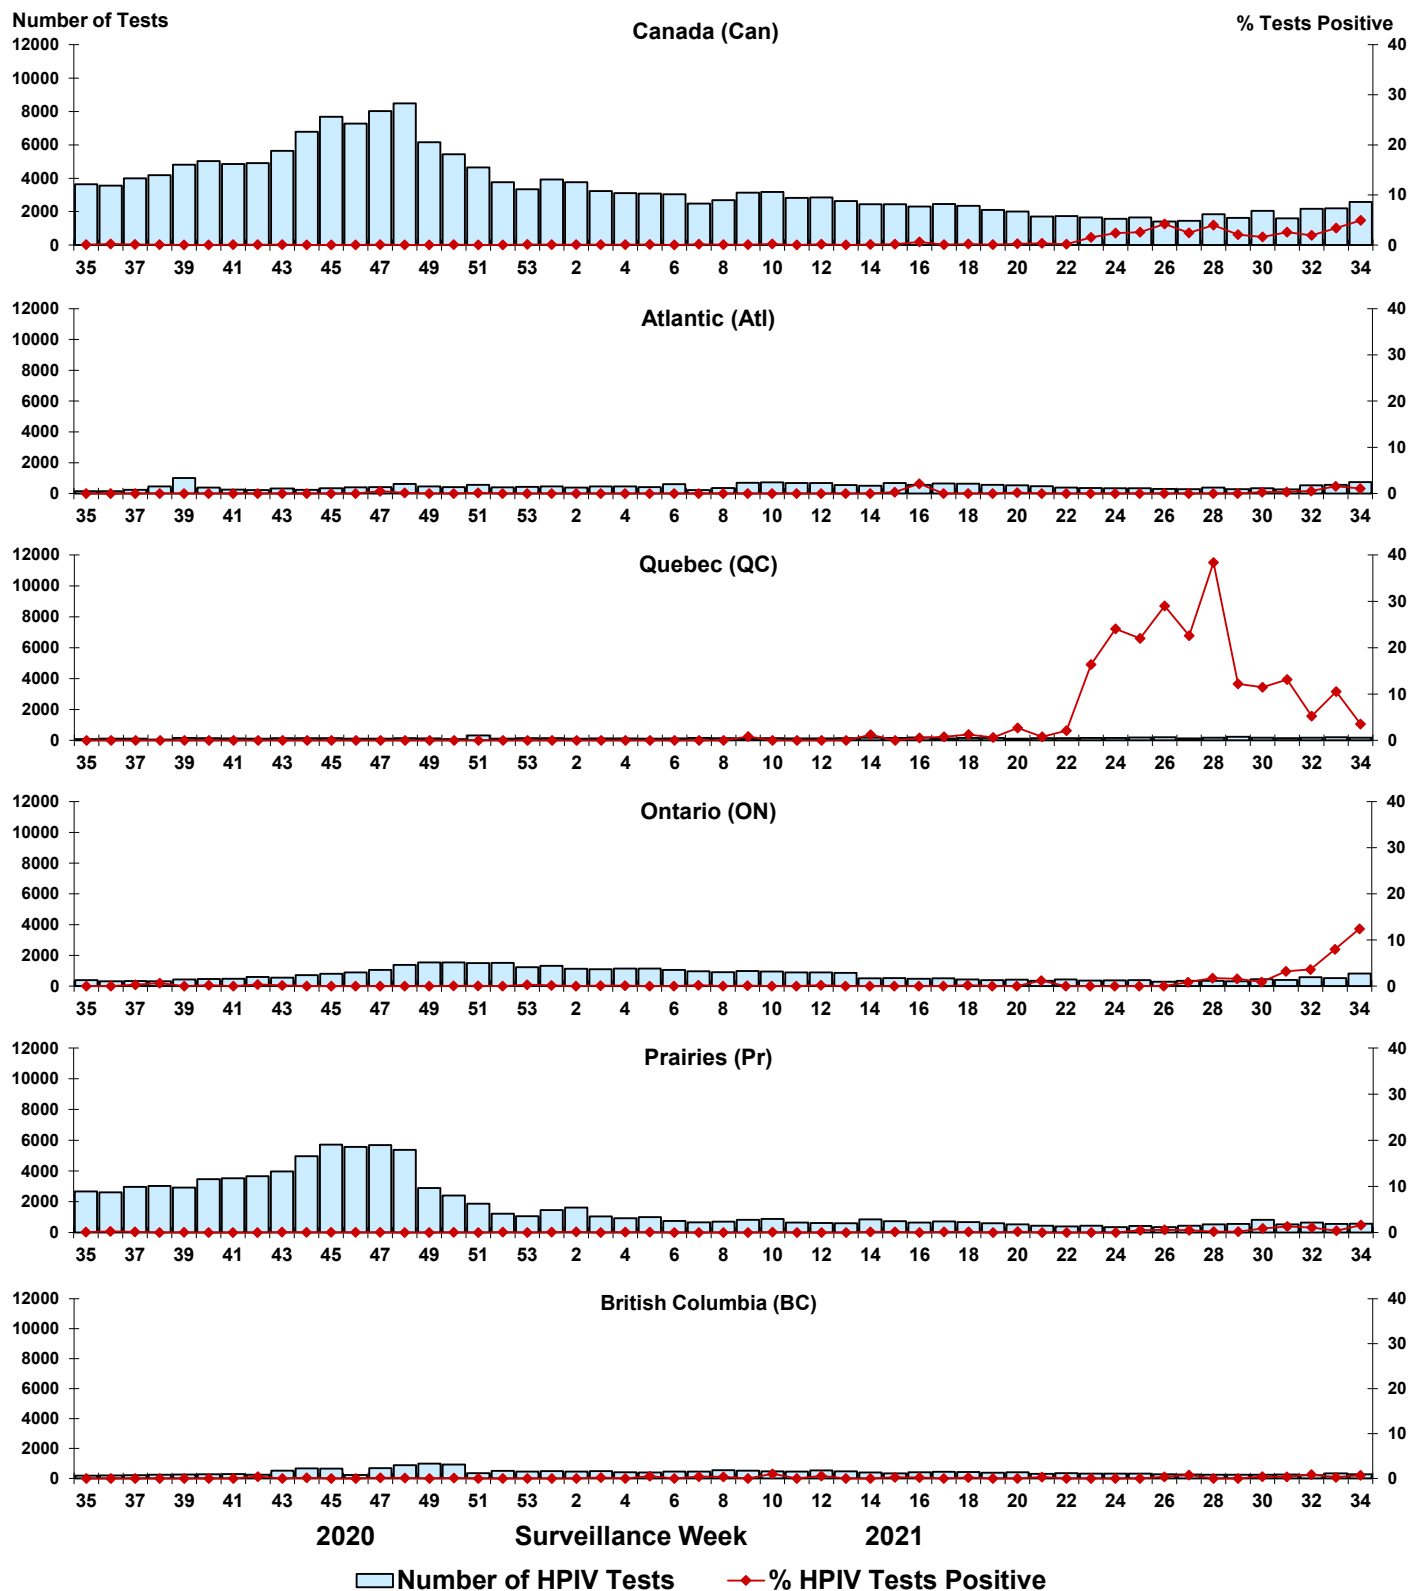 Number of Tests
% Tests Positive
Canada (Can)
12000 40
10000
8000 30
6000 20
4000
2000 10
0 0
35 37 39 41 43 45 47 49 51 53 2 4 6 8 10 12 14 16 18 20 22 24 26 28 30 32 34
Atlantic (Atl)
12000 40
10000
8000 30
6000 20
4000
2000 10
0 0
35 37 39 41 43 45 47 49 51 53 2 4 6 8 10 12 14 16 18 20 22 24 26 28 30 32 34
Quebec (QC)
12000 40
10000
8000 30
6000 20
4000
2000 10
0 0
35 37 39 41 43 45 47 49 51 53 2 4 6 8 10 12 14 16 18 20 22 24 26 28 30 32 34
Ontario (ON)
12000 40
10000
8000 30
6000 20
4000
2000 10
0 0
35 37 39 41 43 45 47 49 51 53 2 4 6 8 10 12 14 16 18 20 22 24 26 28 30 32 34
Prairies (Pr)
12000 40
10000
8000 30
6000 20
4000
2000 10
0 0
35 37 39 41 43 45 47 49 51 53 2 4 6 8 10 12 14 16 18 20 22 24 26 28 30 32 34
British Columbia (BC)
12000 40
10000
8000 30
6000 20
4000
2000 10
0 0
35 37 39 41 43 45 47 49 51 53 2 4 6 8 10 12 14 16 18 20 22 24 26 28 30 32 34
2020 Surveillance Week 2021
Number of HPIV Tests % HPIV Tests Positive